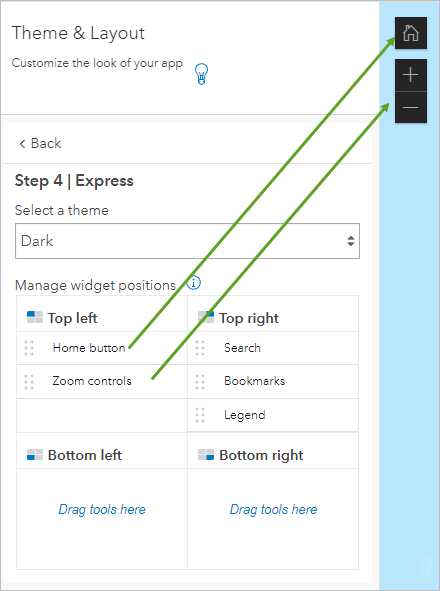 Theme & Layout
Customize the look of your app
Back
Step 4 | Express
Select a theme
Dark
Manage widget positions
Top left
Top right
Home button
Search
Zoom controls
Bookmarks
Legend
Bottom left
Bottom right
Drag tools here
Drag tools here